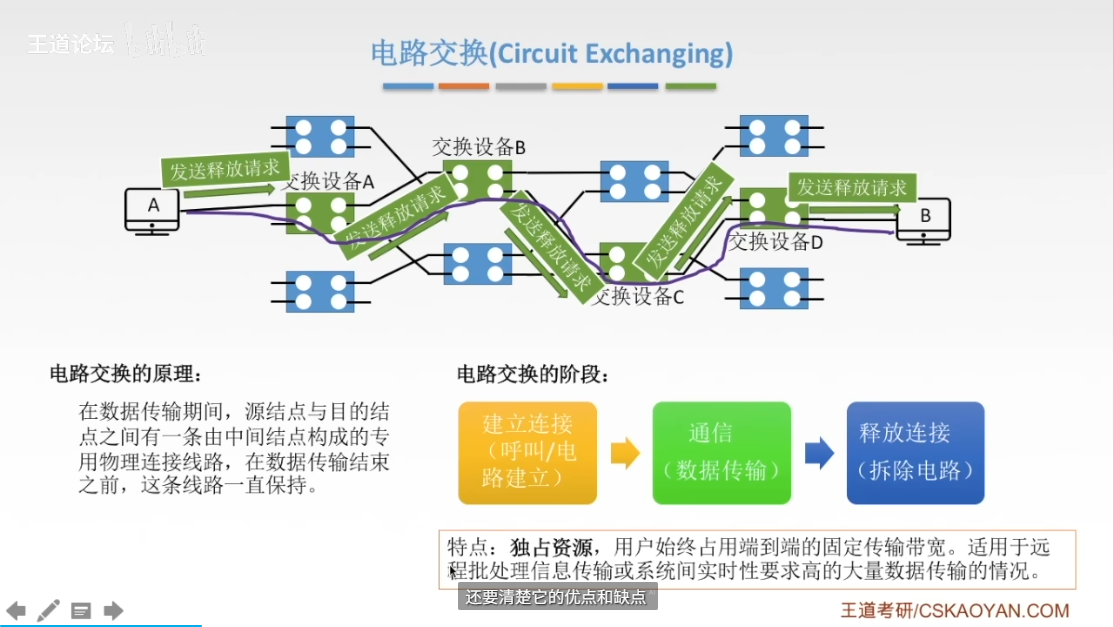 王道论坛
电路交换(Circuit Exchanging)
交换设备B
发送释放请求
交换设备A
发送释放请求
发送释放请求
发送释放请求
发送释放请求
A
B
交换设备D
交换设备C
电路交换的原理：
在数据传输期间，源结点与目的结
点之间有一条由中间结点构成的专
用物理连接线路，在数据传输结束
之前，这条线路一直保持。
电路交换的阶段：
建立连接
（呼叫/电
路建立）
通信
（数据传输）
释放连接
（拆除电路）
特点：独占资源，用户始终占用端到端的固定传输带宽。适用于远
程批处理信息传输或系统间实时性要求高的大量数据传输的情况。
还要清楚它的优点和缺点
王道考研/CSKAOYAN.COM